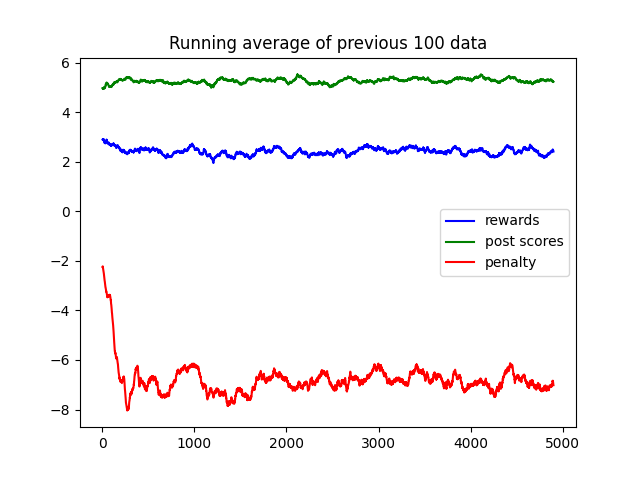 Running average of previous 100 data
6
4
2
0
−2
−4
−6
−8
rewards
post scores
penalty
0 1000 2000 3000 4000 5000